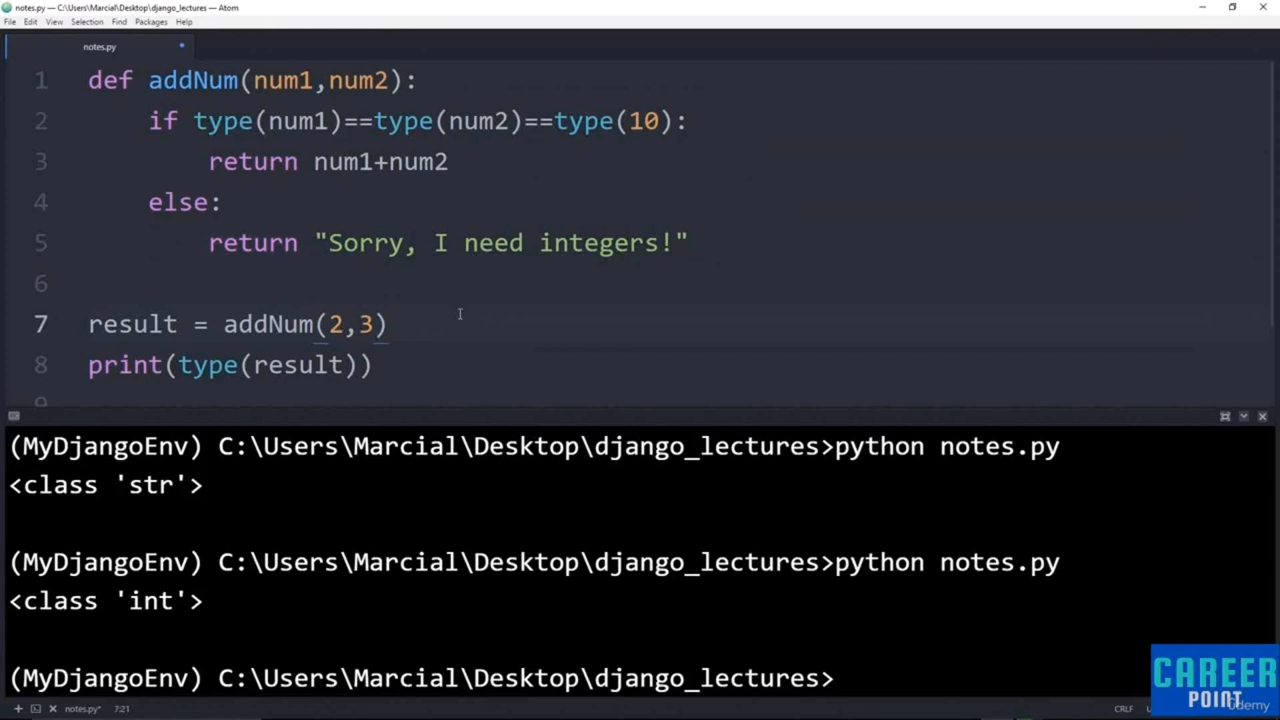 notes.py — C:\Users\Marcial\Desktop\django_lectures — Atom
File Edit View Selection Find Packages Help
notes.py
1 def addNum(num1,num2):
2     if type(num1)==type(num2)==type(10):
3         return num1+num2
4     else:
5         return "Sorry, I need integers!"
6
7 result = addNum(2,3)
8 print(type(result))
9
(MyDjangoEnv) C:\Users\Marcial\Desktop\django_lectures>python notes.py
<class 'str'>
(MyDjangoEnv) C:\Users\Marcial\Desktop\django_lectures>python notes.py
<class 'int'>
(MyDjangoEnv) C:\Users\Marcial\Desktop\django_lectures>
CAREER
POINT
notes.py* 7:21 CRLF Udemy